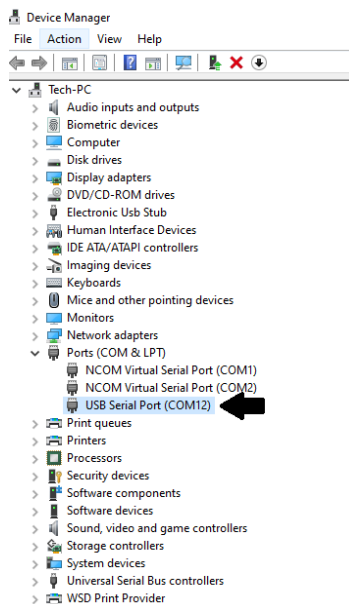 Device Manager
File Action View Help
Tech-PC
Audio inputs and outputs
Biometric devices
Computer
Disk drives
Display adapters
DVD/CD-ROM drives
Electronic Usb Stub
Human Interface Devices
IDE ATA/ATAPI controllers
Imaging devices
Keyboards
Mice and other pointing devices
Monitors
Network adapters
Ports (COM & LPT)
NCOM Virtual Serial Port (COM1)
NCOM Virtual Serial Port (COM2)
USB Serial Port (COM12)
Print queues
Printers
Processors
Security devices
Software components
Software devices
Sound, video and game controllers
Storage controllers
System devices
Universal Serial Bus controllers
WSD Print Provider